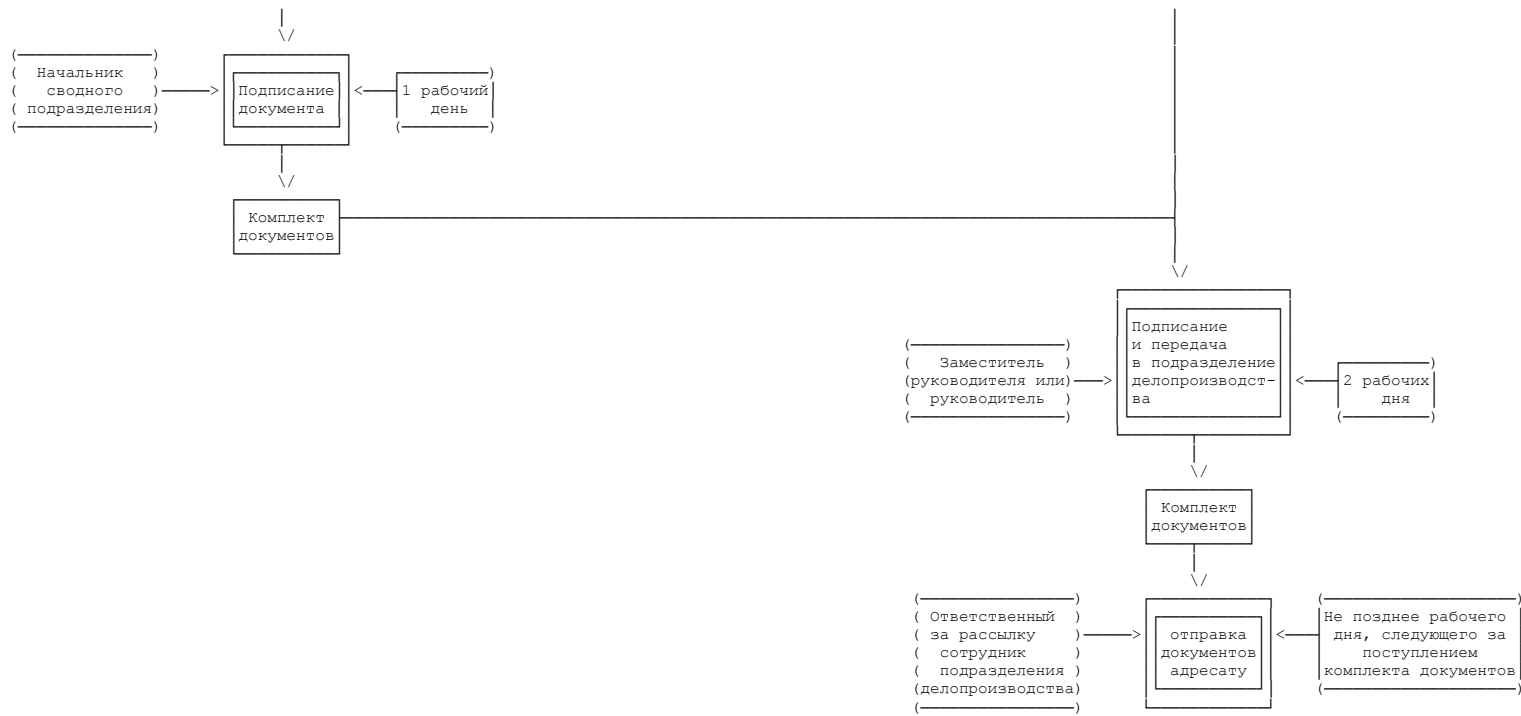 Начальник
сводного
подразделения
Подписание
документа
1 рабочий
день
Комплект
документов
Заместитель
руководителя или
руководитель
Подписание
и передача
в подразделение
делопроизводст-
ва
2 рабочих
дня
Комплект
документов
Ответственный
за рассылку
сотрудник
подразделения
делопроизводства
отправка
документов
адресату
Не позднее рабочего
дня, следующего за
поступлением
комплекта документов